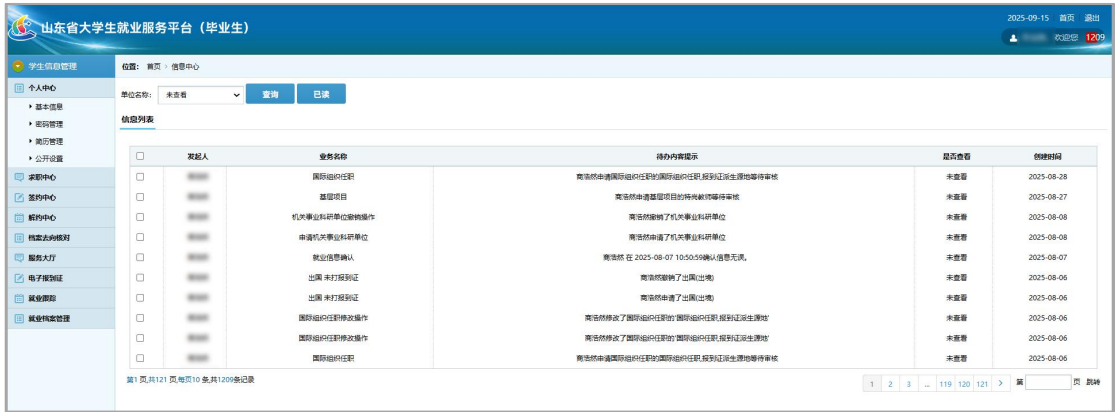 山东省大学生就业服务平台（毕业生）
2025-09-15 首页 退出
欢迎您 1209
学生信息管理
位置： 首页 > 信息中心
个人中心
基本信息
密码管理
简历管理
公开设置
求职中心
签约中心
解约中心
档案去向核对
服务大厅
电子报到证
就业跟踪
就业档案管理
单位名称： 未查看 查询 已读
信息列表
发起人 业务名称 待办内容提示 是否查看 创建时间
国际组织任职 商浩然申请国际组织任职的国际组织任职,报到证派生源地等待审核 未查看 2025-08-28
基层项目 商浩然申请基层项目的特岗教师等待审核 未查看 2025-08-27
机关事业科研单位撤销操作 商浩然撤销了机关事业科研单位 未查看 2025-08-08
申请机关事业科研单位 商浩然申请了机关事业科研单位 未查看 2025-08-08
就业信息确认 商浩然 在 2025-08-07 10:50:59确认信息无误。 未查看 2025-08-07
出国 未打报到证 商浩然撤销了出国(出境) 未查看 2025-08-06
出国 未打报到证 商浩然申请了出国(出境) 未查看 2025-08-06
国际组织任职修改操作 商浩然修改了国际组织任职的'国际组织任职,报到证派生源地' 未查看 2025-08-06
国际组织任职修改操作 商浩然修改了国际组织任职的'国际组织任职,报到证派生源地' 未查看 2025-08-06
国际组织任职 商浩然申请国际组织任职的国际组织任职,报到证派生源地等待审核 未查看 2025-08-06
第1 页,共121 页,每页10 条,共1209条记录
1 2 3 ... 119 120 121 > 第 页 跳转